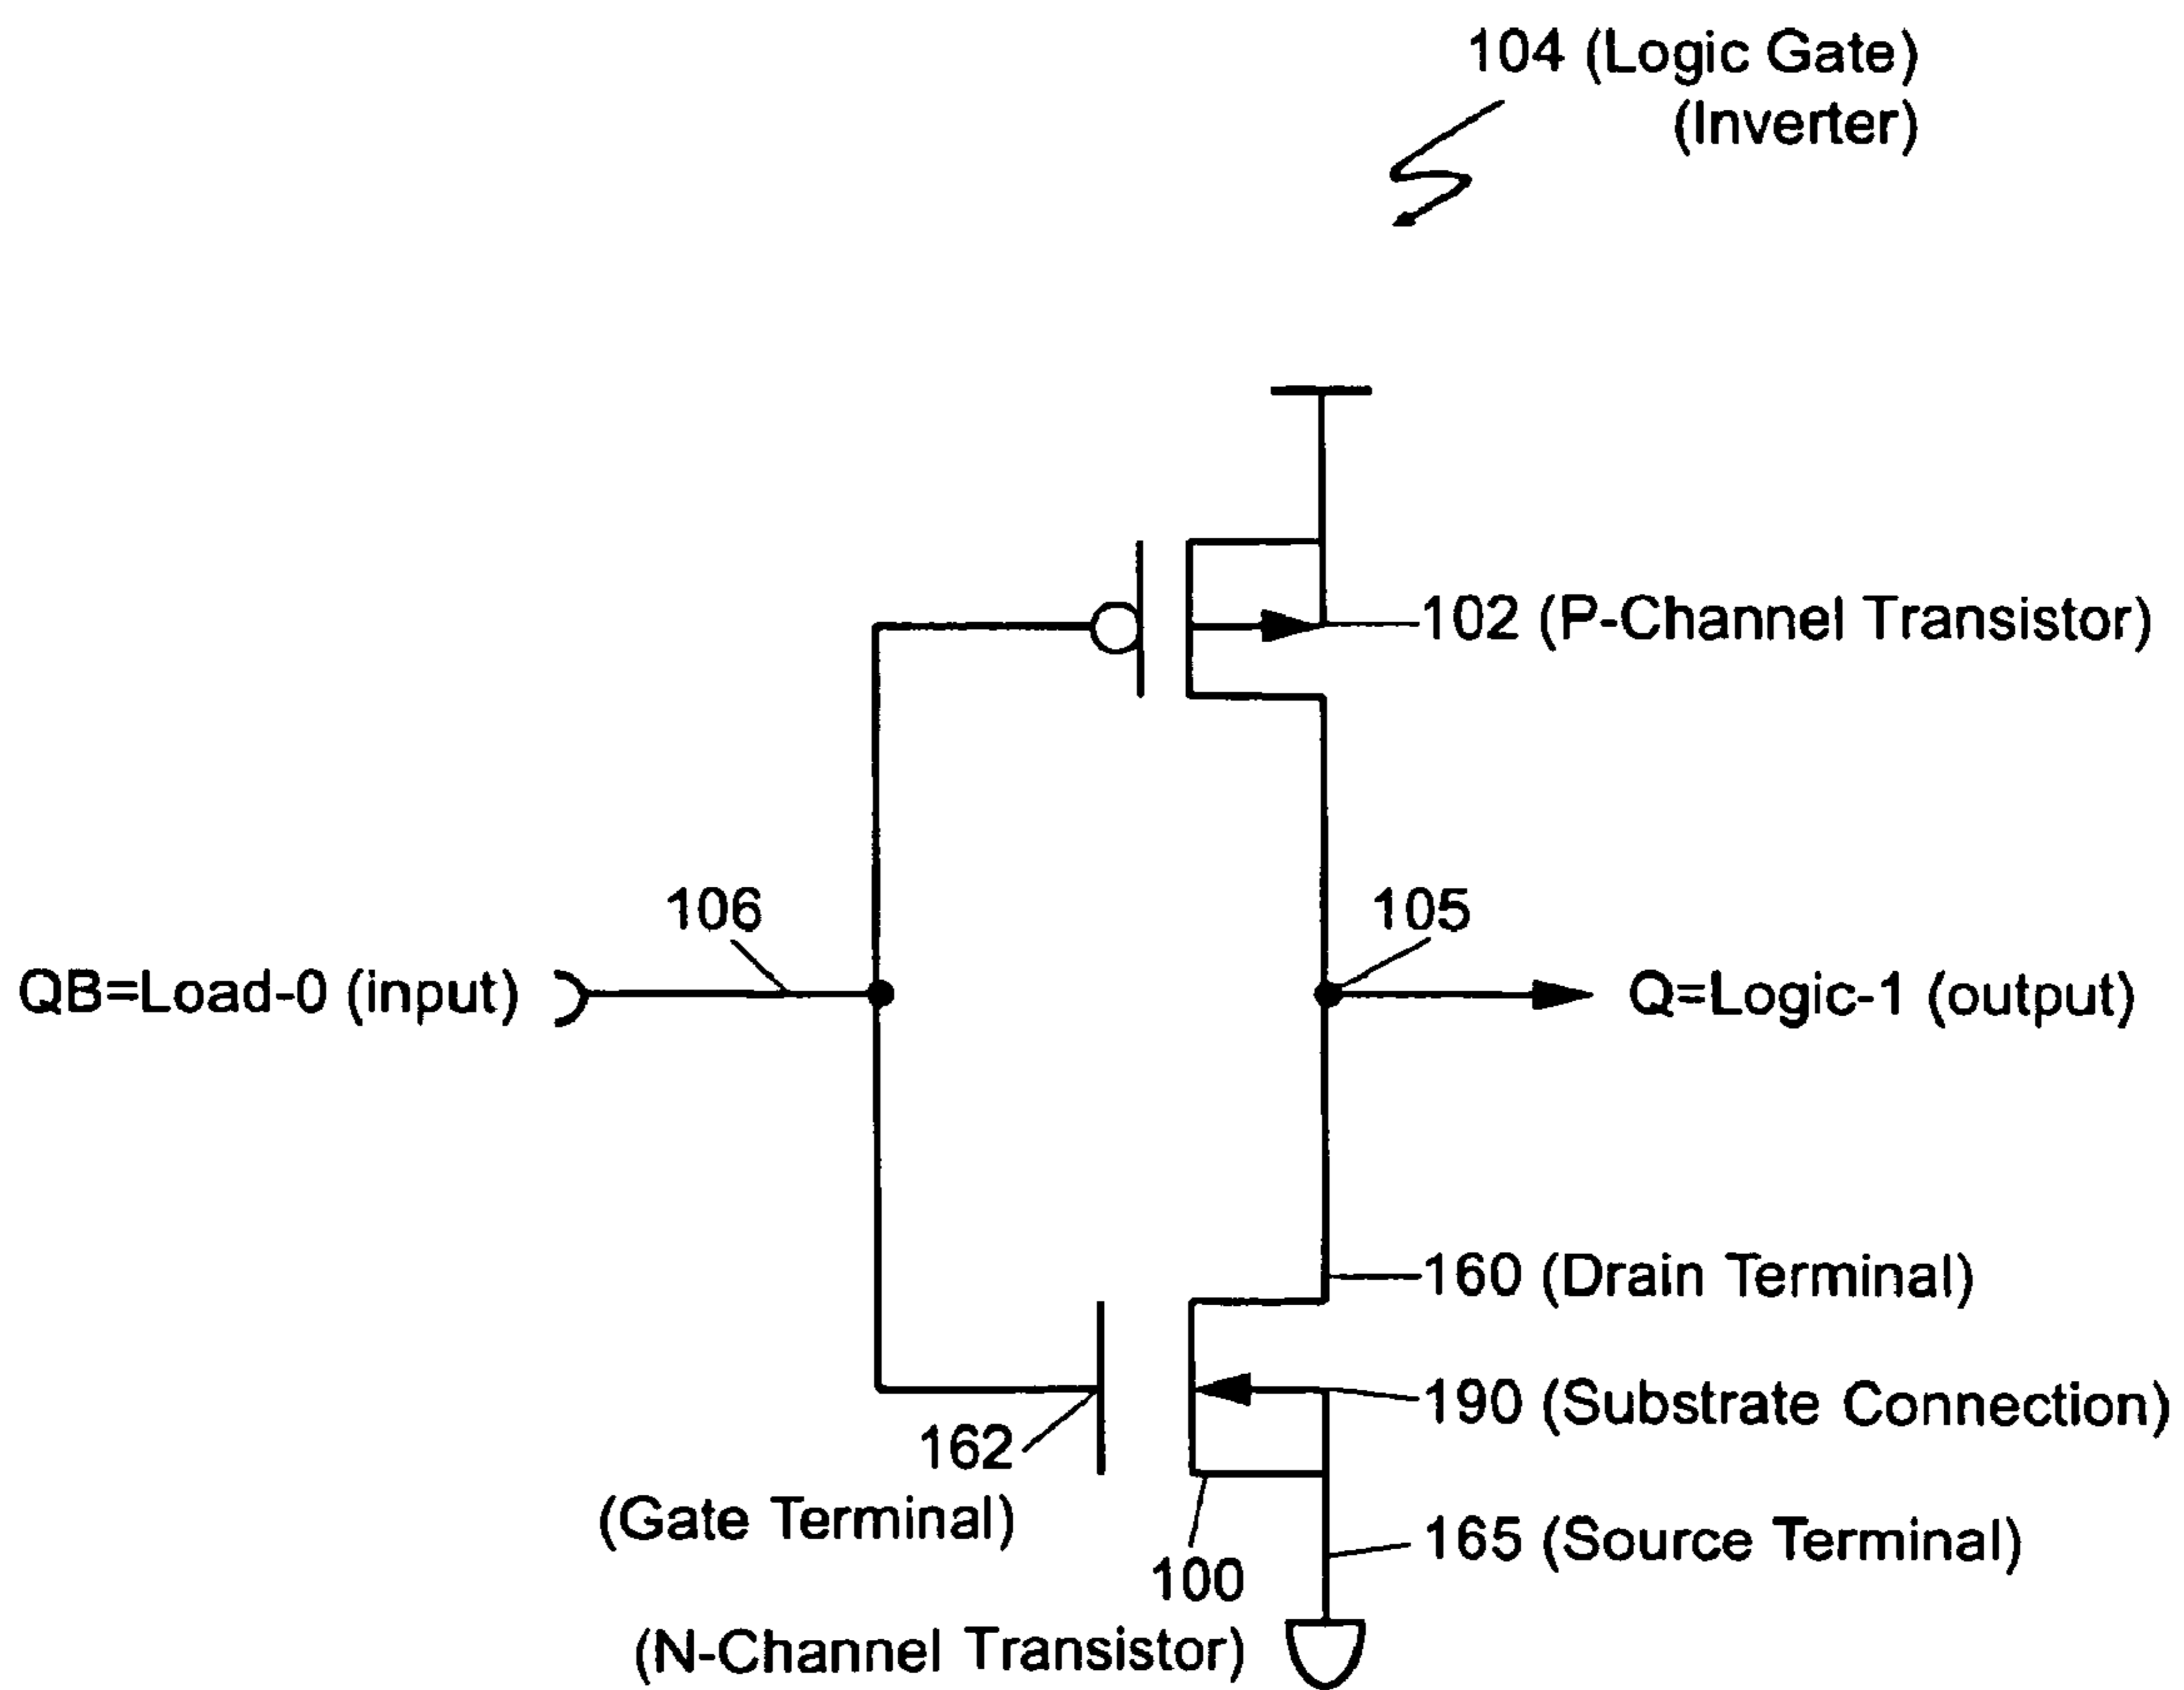 104 (Logic Gate)
(Inverter)
102 (P-Channel Transistor)
106
105
QB=Load-0 (input)
Q=Logic-1 (output)
160 (Drain Terminal)
190 (Substrate Connection)
162
(Gate Terminal)
165 (Source Terminal)
100
(N-Channel Transistor)